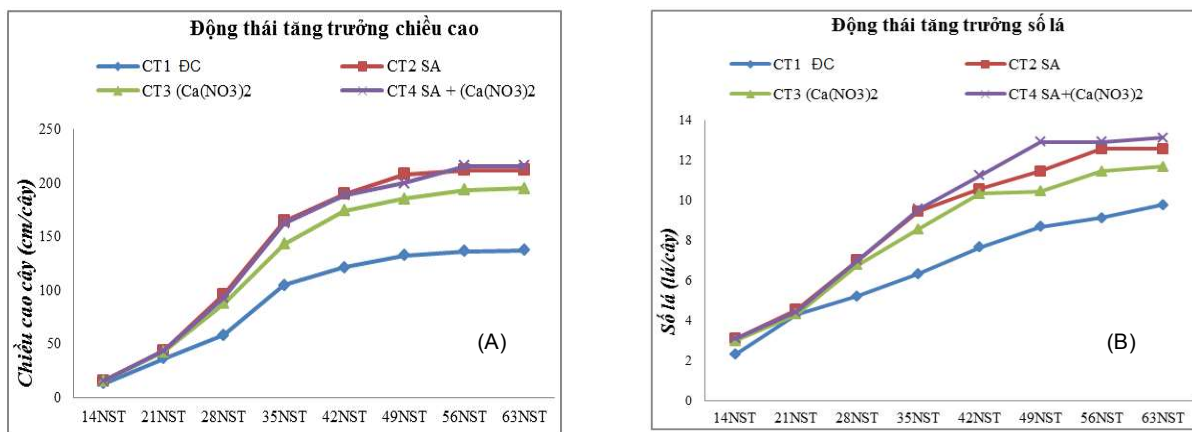 Động thái tăng trưởng chiều cao
CT1 ĐC
CT2 SA
CT3 (Ca(NO3)2
CT4 SA + (Ca(NO3)2
Chiều cao cây (cm/cây)
250
200
150
100
50
0
14NST 21NST 28NST 35NST 42NST 49NST 56NST 63NST
(A)
Động thái tăng trưởng số lá
CT1 ĐC
CT2 SA
CT3 (Ca(NO3)2
CT4 SA+(Ca(NO3)2
Số lá (lá/cây)
14
12
10
8
6
4
2
0
14NST 21NST 28NST 35NST 42NST 49NST 56NST 63NST
(B)